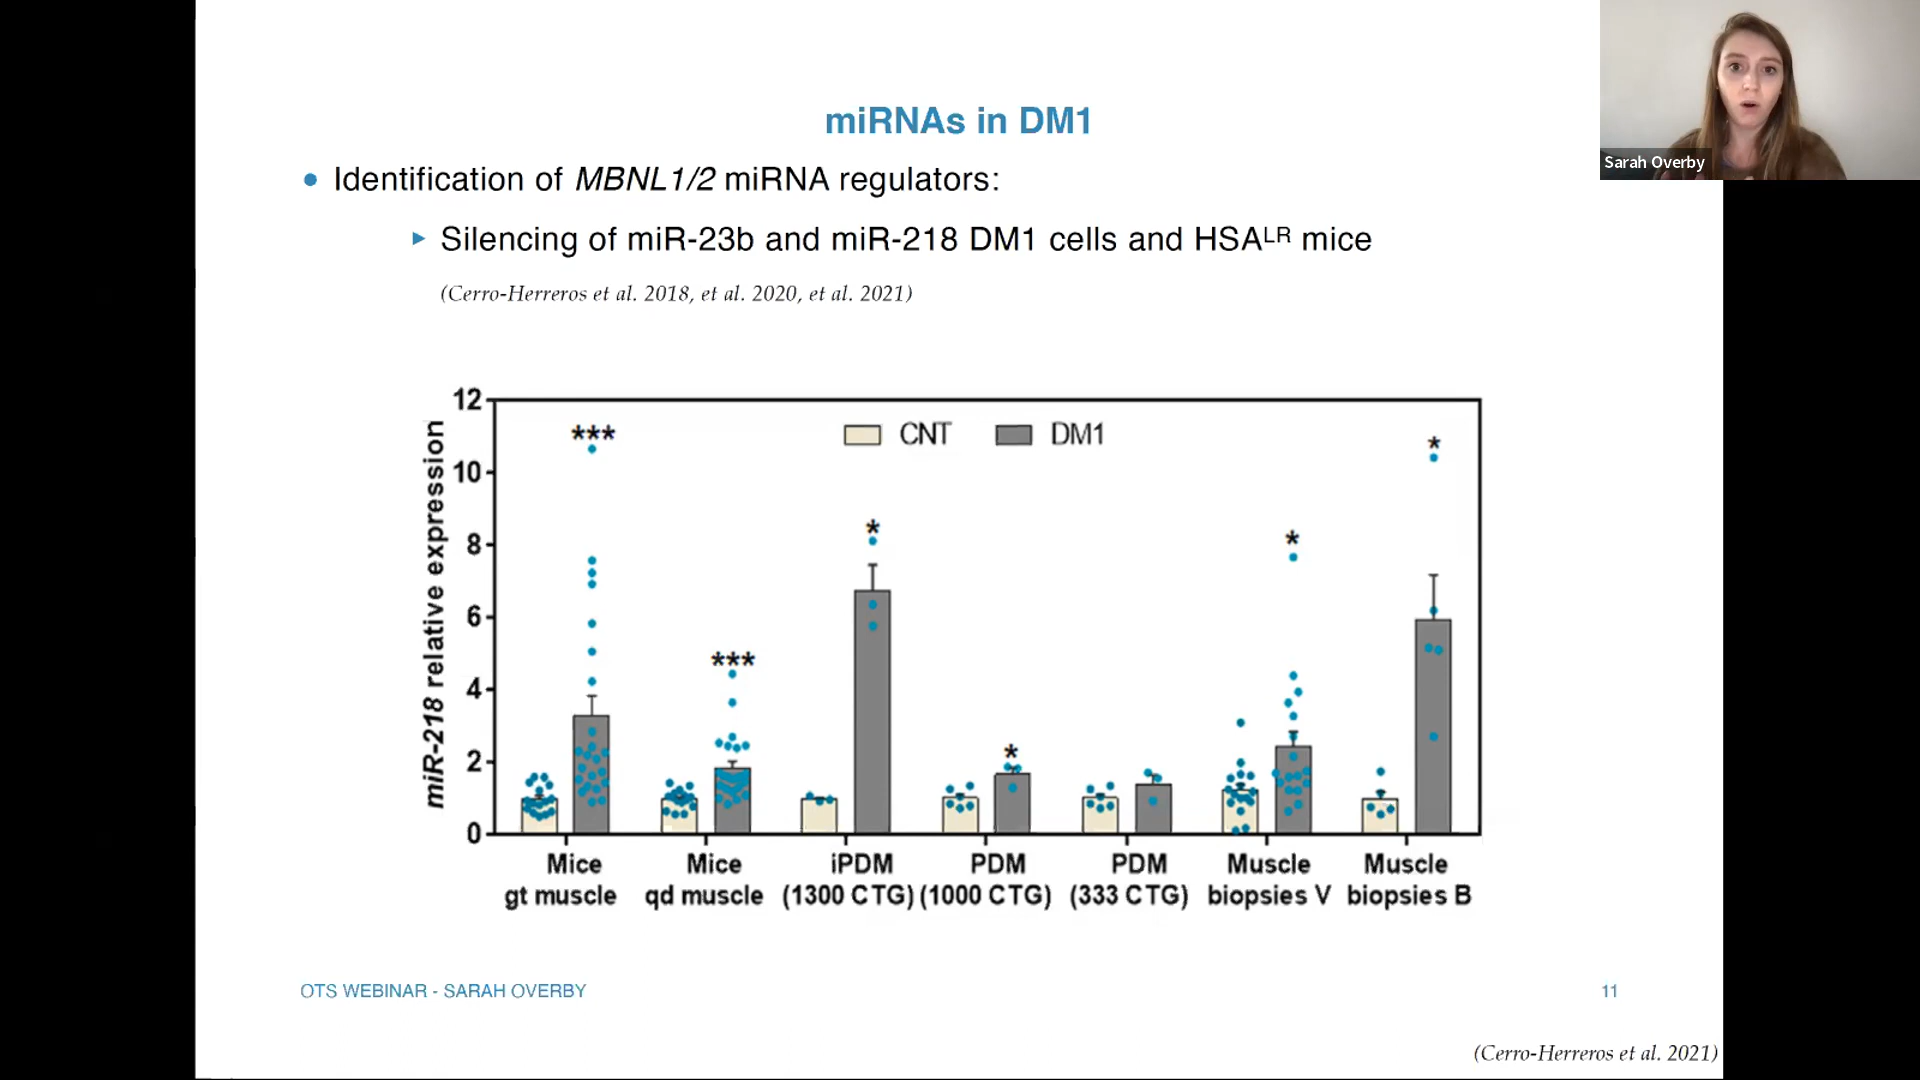 miRNAs in DM1
Sarah Overby
• Identification of MBNL1/2 miRNA regulators:
▸ Silencing of miR-23b and miR-218 DM1 cells and HSALR mice
(Cerro-Herreros et al. 2018, et al. 2020, et al. 2021)
miR-218 relative expression
12
10
8
6
4
2
0
CNT DM1
***
***
*
*
*
*
Mice
gt muscle
Mice
qd muscle
iPDM
(1300 CTG)
PDM
(1000 CTG)
PDM
(333 CTG)
Muscle
biopsies V
Muscle
biopsies B
OTS WEBINAR - SARAH OVERBY
11
(Cerro-Herreros et al. 2021)